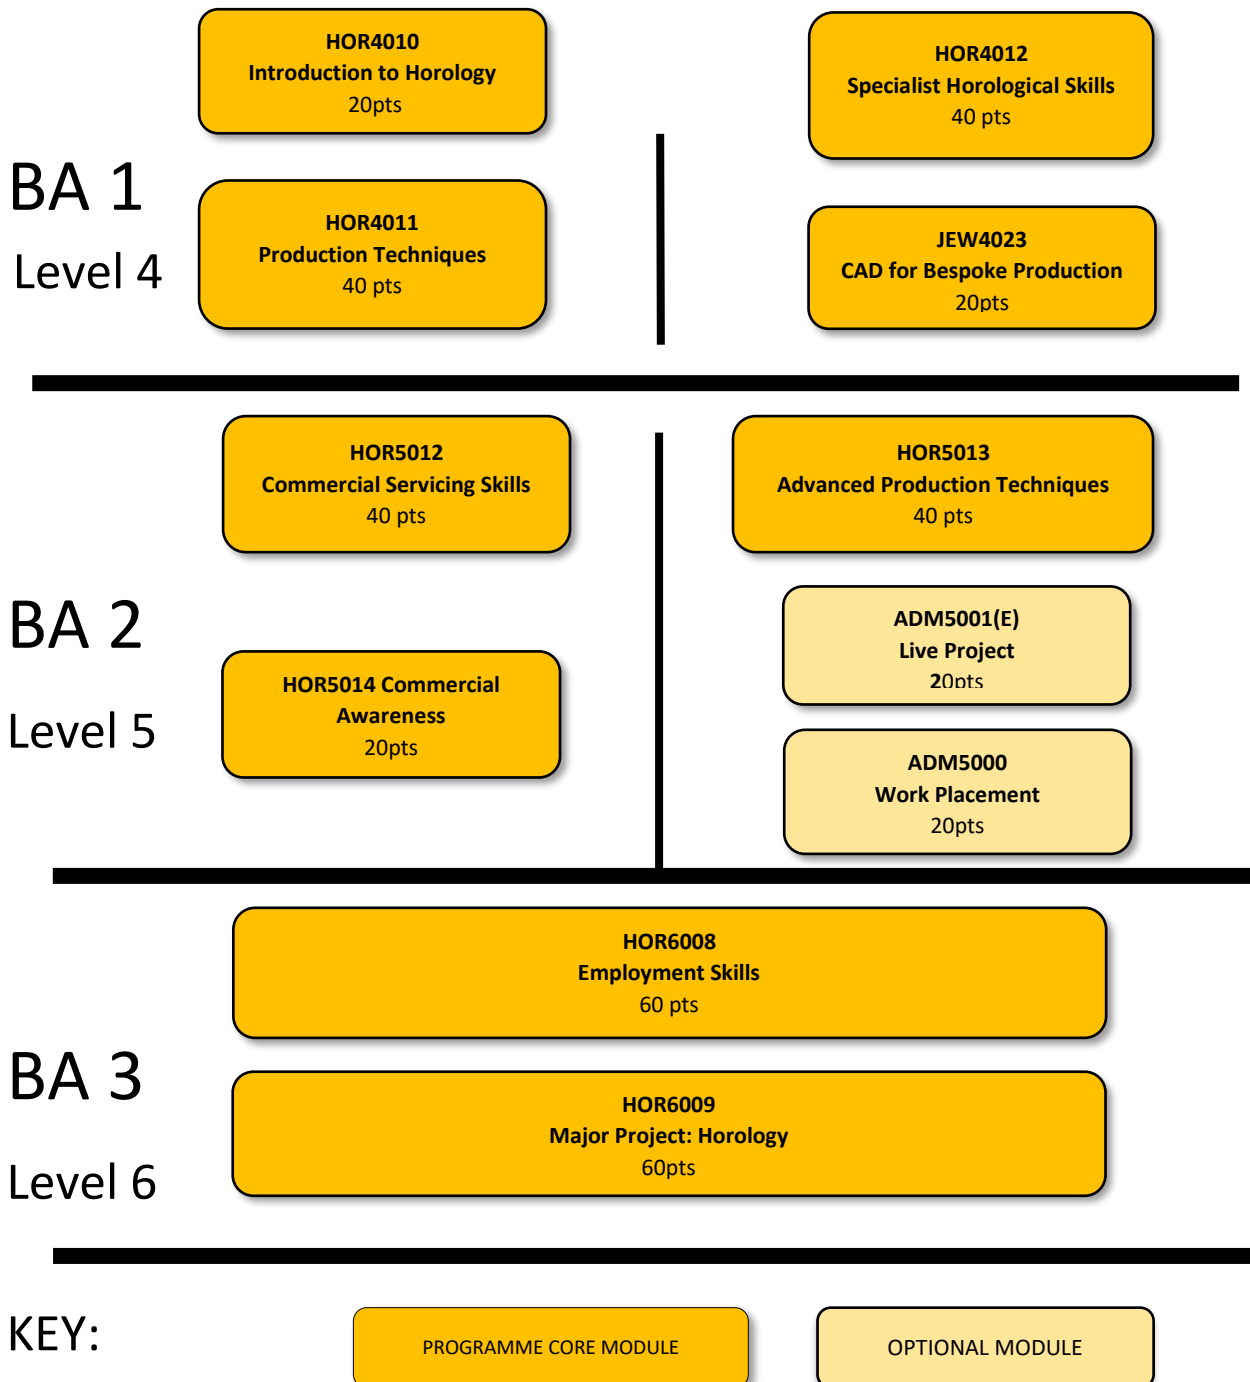 HOR4010
Introduction to Horology
20pts
HOR4012
Specialist Horological Skills
40 pts
BA 1
Level 4
HOR4011
Production Techniques
40 pts
JEW4023
CAD for Bespoke Production
20pts
HOR5012
Commercial Servicing Skills
40 pts
HOR5013
Advanced Production Techniques
40 pts
BA 2
Level 5
HOR5014 Commercial
Awareness
20pts
ADM5001(E)
Live Project
20pts
ADM5000
Work Placement
20pts
HOR6008
Employment Skills
60 pts
BA 3
Level 6
HOR6009
Major Project: Horology
60pts
KEY:
PROGRAMME CORE MODULE
OPTIONAL MODULE